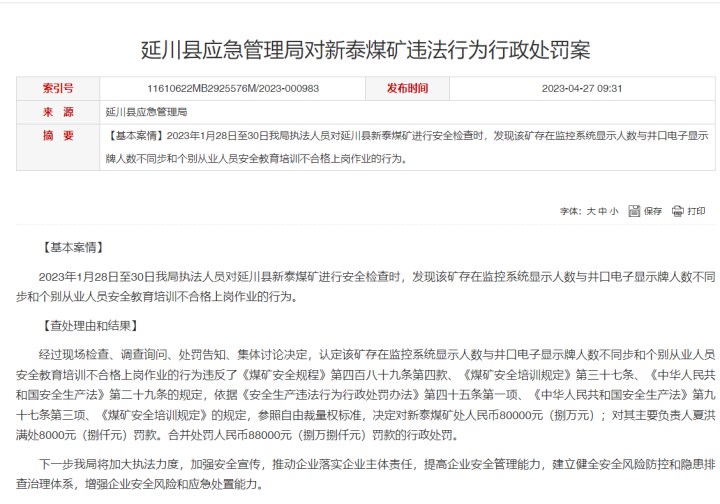 延川县应急管理局对新泰煤矿违法行为行政处罚案
索引号 11610622MB2925576M/2023-000983 发布时间 2023-04-27 09:31
来 源 延川县应急管理局
摘 要 【基本案情】2023年1月28日至30日我局执法人员对延川县新泰煤矿进行安全检查时，发现该矿存在监控系统显示人数与井口电子显示
牌人数不同步和个别从业人员安全教育培训不合格上岗作业的行为。
字体：大 中 小 保存 打印
【基本案情】
2023年1月28日至30日我局执法人员对延川县新泰煤矿进行安全检查时，发现该矿存在监控系统显示人数与井口电子显示牌人数不同
步和个别从业人员安全教育培训不合格上岗作业的行为。
【查处理由和结果】
经过现场检查、调查询问、处罚告知、集体讨论决定，认定该矿存在监控系统显示人数与井口电子显示牌人数不同步和个别从业人员
安全教育培训不合格上岗作业的行为违反了《煤矿安全规程》第四百八十九条第四款、《煤矿安全培训规定》第三十七条、《中华人民共
和国安全生产法》第二十九条的规定，依据《安全生产违法行为行政处罚办法》第四十五条第一项、《中华人民共和国安全生产法》第九
十七条第三项、《煤矿安全培训规定》的规定，参照自由裁量权标准，决定对新泰煤矿处人民币80000元（捌万元）；对其主要负责人夏洪
满处8000元（捌仟元）罚款。合并处罚人民币88000元（捌万捌仟元）罚款的行政处罚。
下一步我局将加大执法力度，加强安全宣传，推动企业落实企业主体责任，提高企业安全管理能力，建立健全安全风险防控和隐患排
查治理体系，增强企业安全风险和应急处置能力。